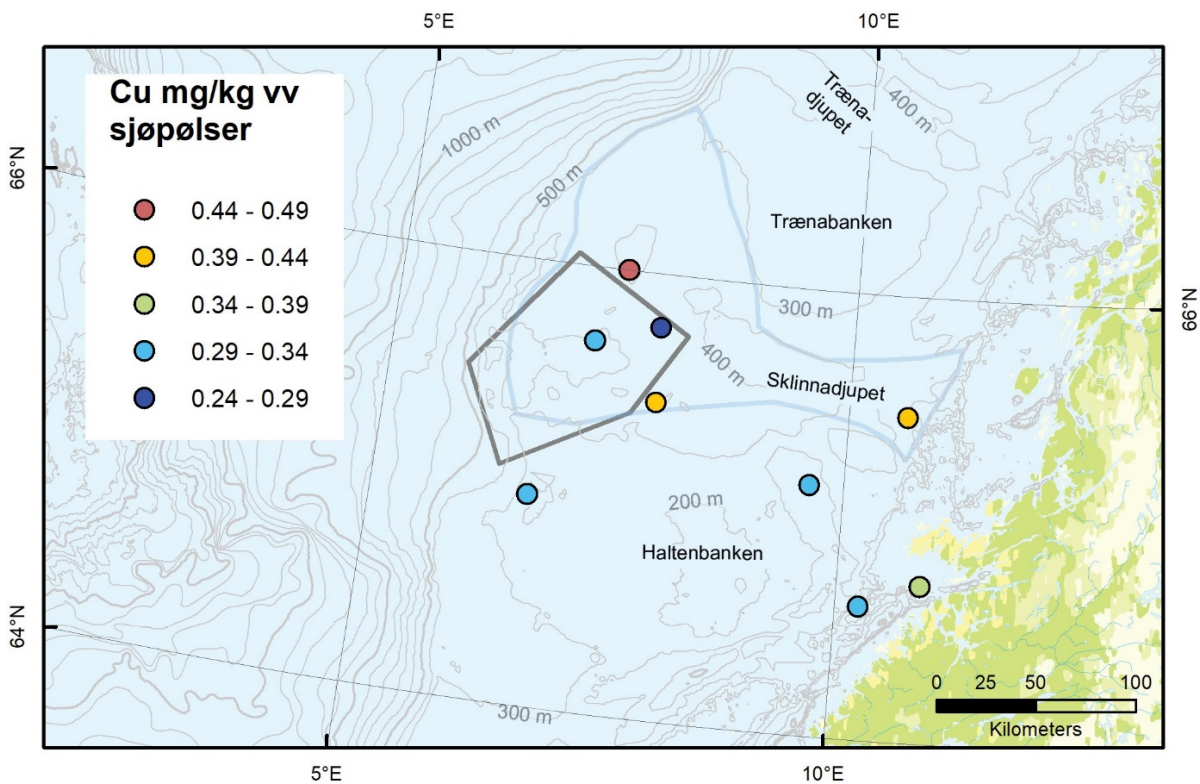 5°E
10°E
Cu mg/kg vv
sjøpølser
0.44 - 0.49
0.39 - 0.44
0.34 - 0.39
0.29 - 0.34
0.24 - 0.29
Træna-
djupet
400 m
1000 m
500 m
66°N
Trænabanken
300 m
66°N
400 m
Sklinnadjupet
200 m
Haltenbanken
64°N
300 m
0 25 50 100
Kilometers
5°E
10°E